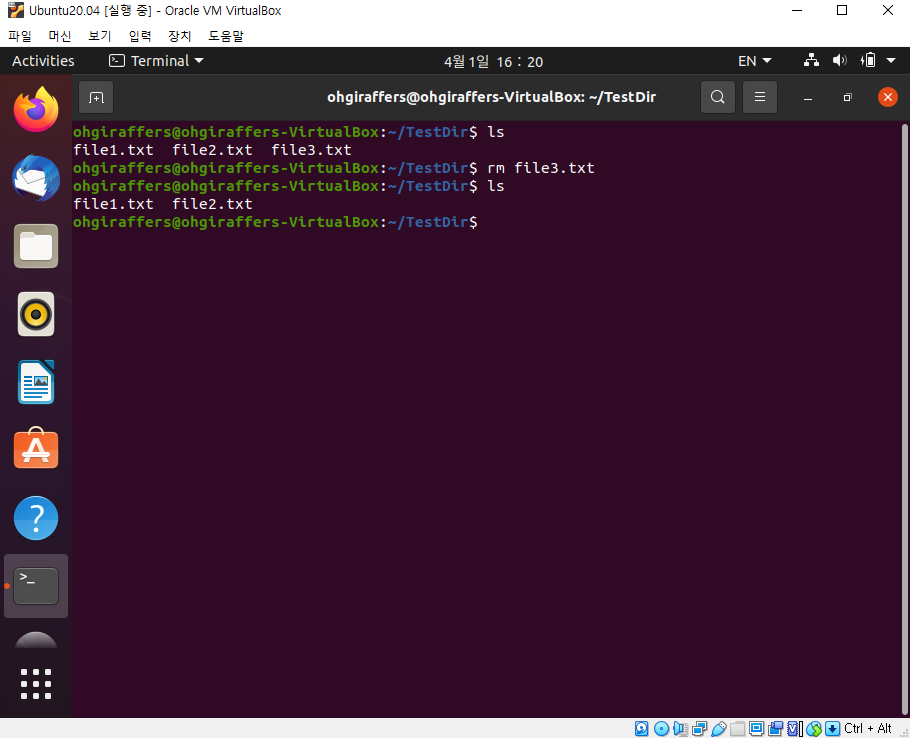 Ubuntu20.04 [실행 중] - Oracle VM VirtualBox
파일 머신 보기 입력 장치 도움말
Activities Terminal 4월 1일 16 : 20 EN
ohgiraffers@ohgiraffers-VirtualBox: ~/TestDir
ohgiraffers@ohgiraffers-VirtualBox:~/TestDir$ ls
file1.txt file2.txt file3.txt
ohgiraffers@ohgiraffers-VirtualBox:~/TestDir$ rm file3.txt
ohgiraffers@ohgiraffers-VirtualBox:~/TestDir$ ls
file1.txt file2.txt
ohgiraffers@ohgiraffers-VirtualBox:~/TestDir$
Ctrl + Alt